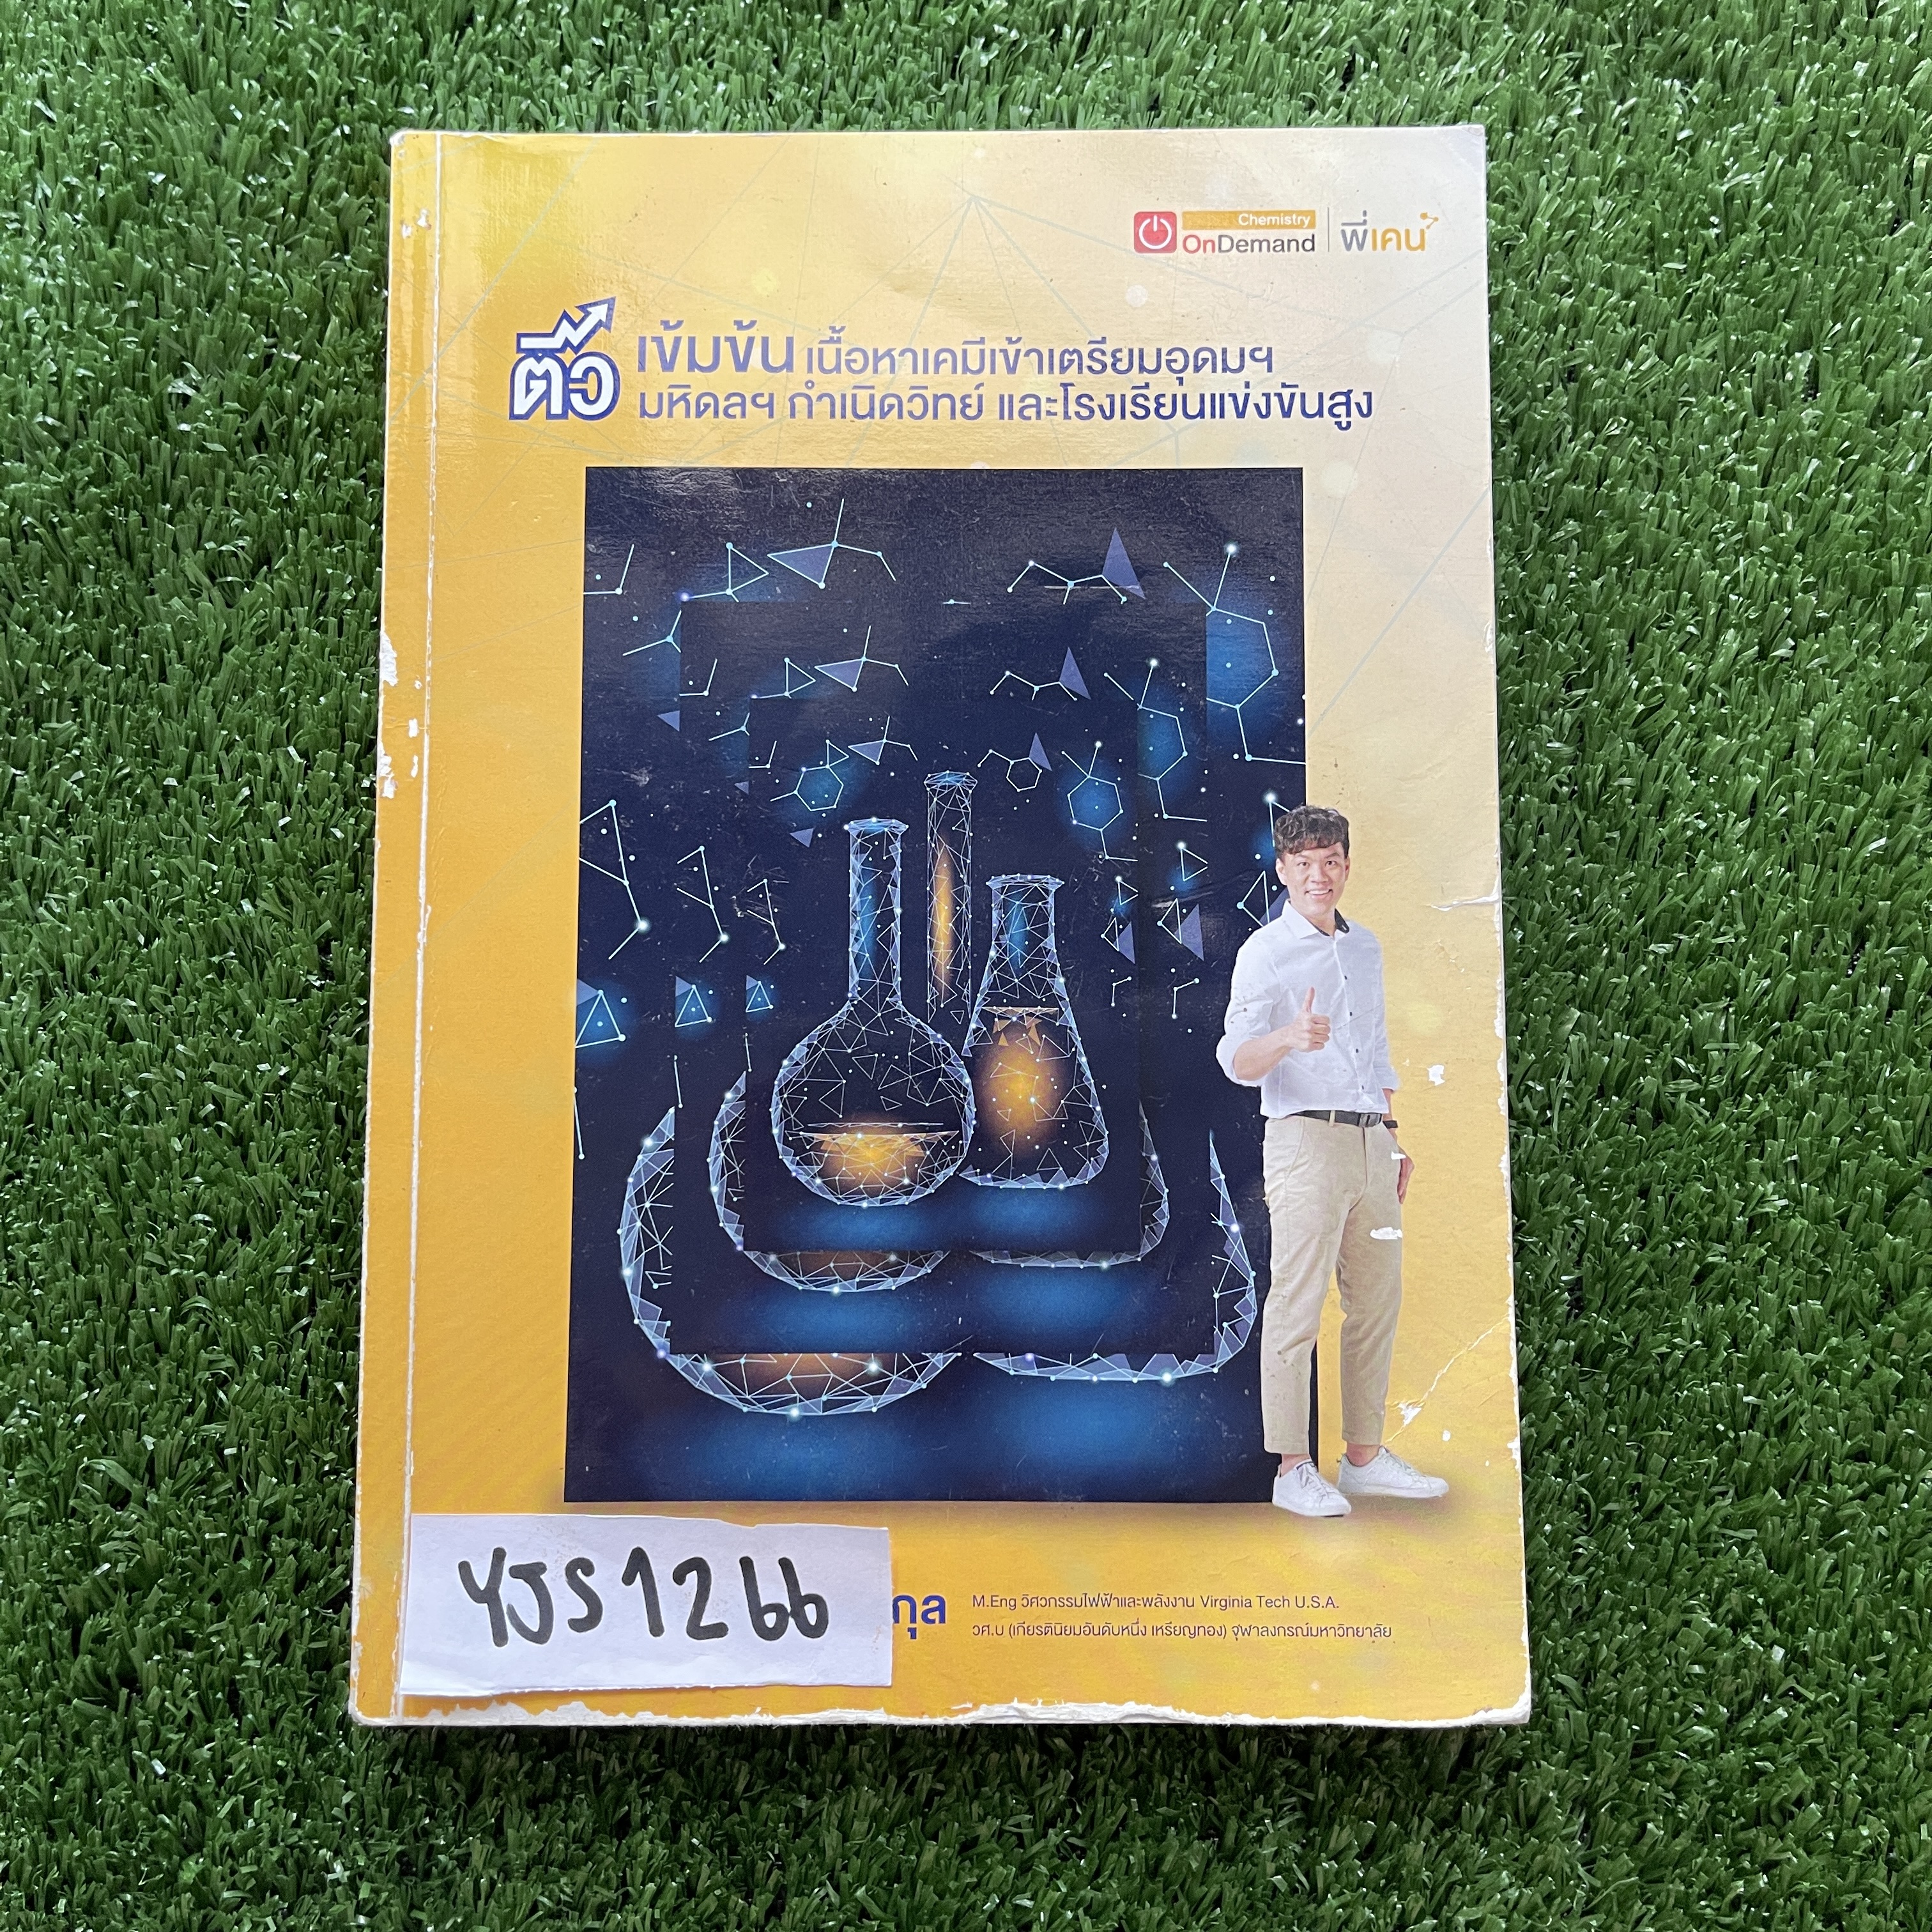 Chemistry
OnDemand พี่เคน
ติว เข้มข้น เนื้อหาเคมีเข้าเตรียมอุดมฯ
มหิดลฯ กำเนิดวิทย์ และโรงเรียนแข่งขันสูง
YJS1266
กุล
M.Eng วิศวกรรมไฟฟ้าและพลังงาน Virginia Tech U.S.A.
วศ.บ (เกียรตินิยมอันดับหนึ่ง เหรียญทอง) จุฬาลงกรณ์มหาวิทยาลัย